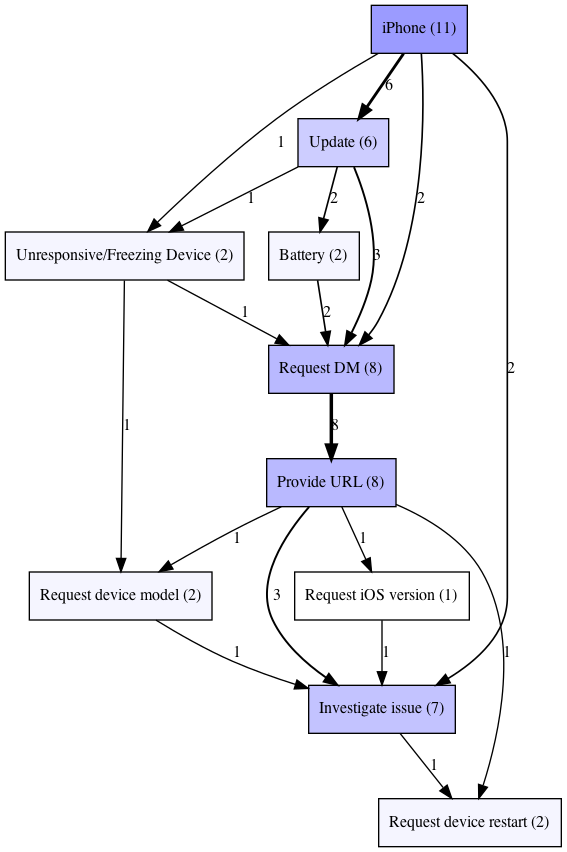 iPhone (11)
6
1
Update (6)
1
2
2
3
Unresponsive/Freezing Device (2)
Battery (2)
1
2
Request DM (8)
2
1
8
Provide URL (8)
1
1
3
Request device model (2)
Request iOS version (1)
1
1
1
Investigate issue (7)
1
Request device restart (2)